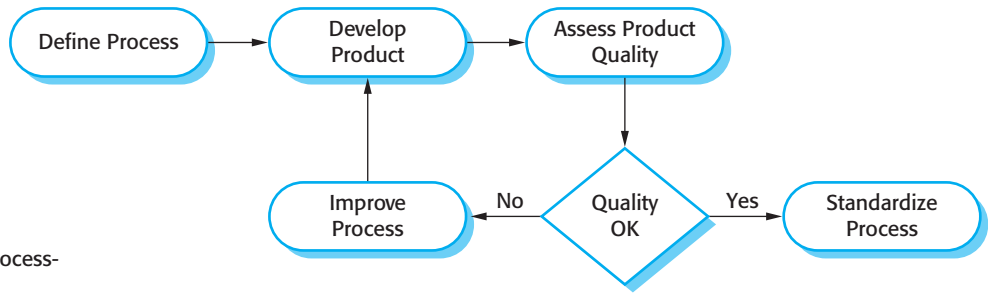 Define Process
Develop
Product
Assess Product
Quality
Improve
Process
No
Quality
OK
Yes
Standardize
Process
ocess-